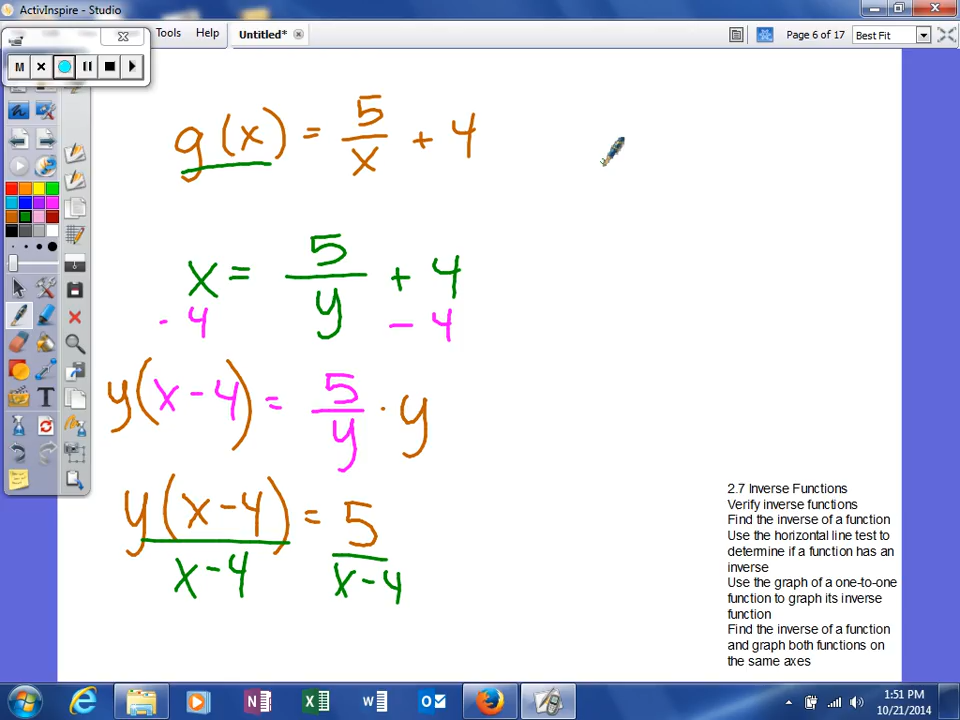 ActivInspire - Studio
Tools Help Untitled* Page 6 of 17 Best Fit
M
g(x) = 5/x + 4
x = 5/y + 4
- 4 - 4
y(x-4) = 5/y · y
y(x-4) = 5
x-4 x-4
2.7 Inverse Functions
Verify inverse functions
Find the inverse of a function
Use the horizontal line test to
determine if a function has an
inverse
Use the graph of a one-to-one
function to graph its inverse
function
Find the inverse of a function
and graph both functions on
the same axes
1:51 PM
10/21/2014